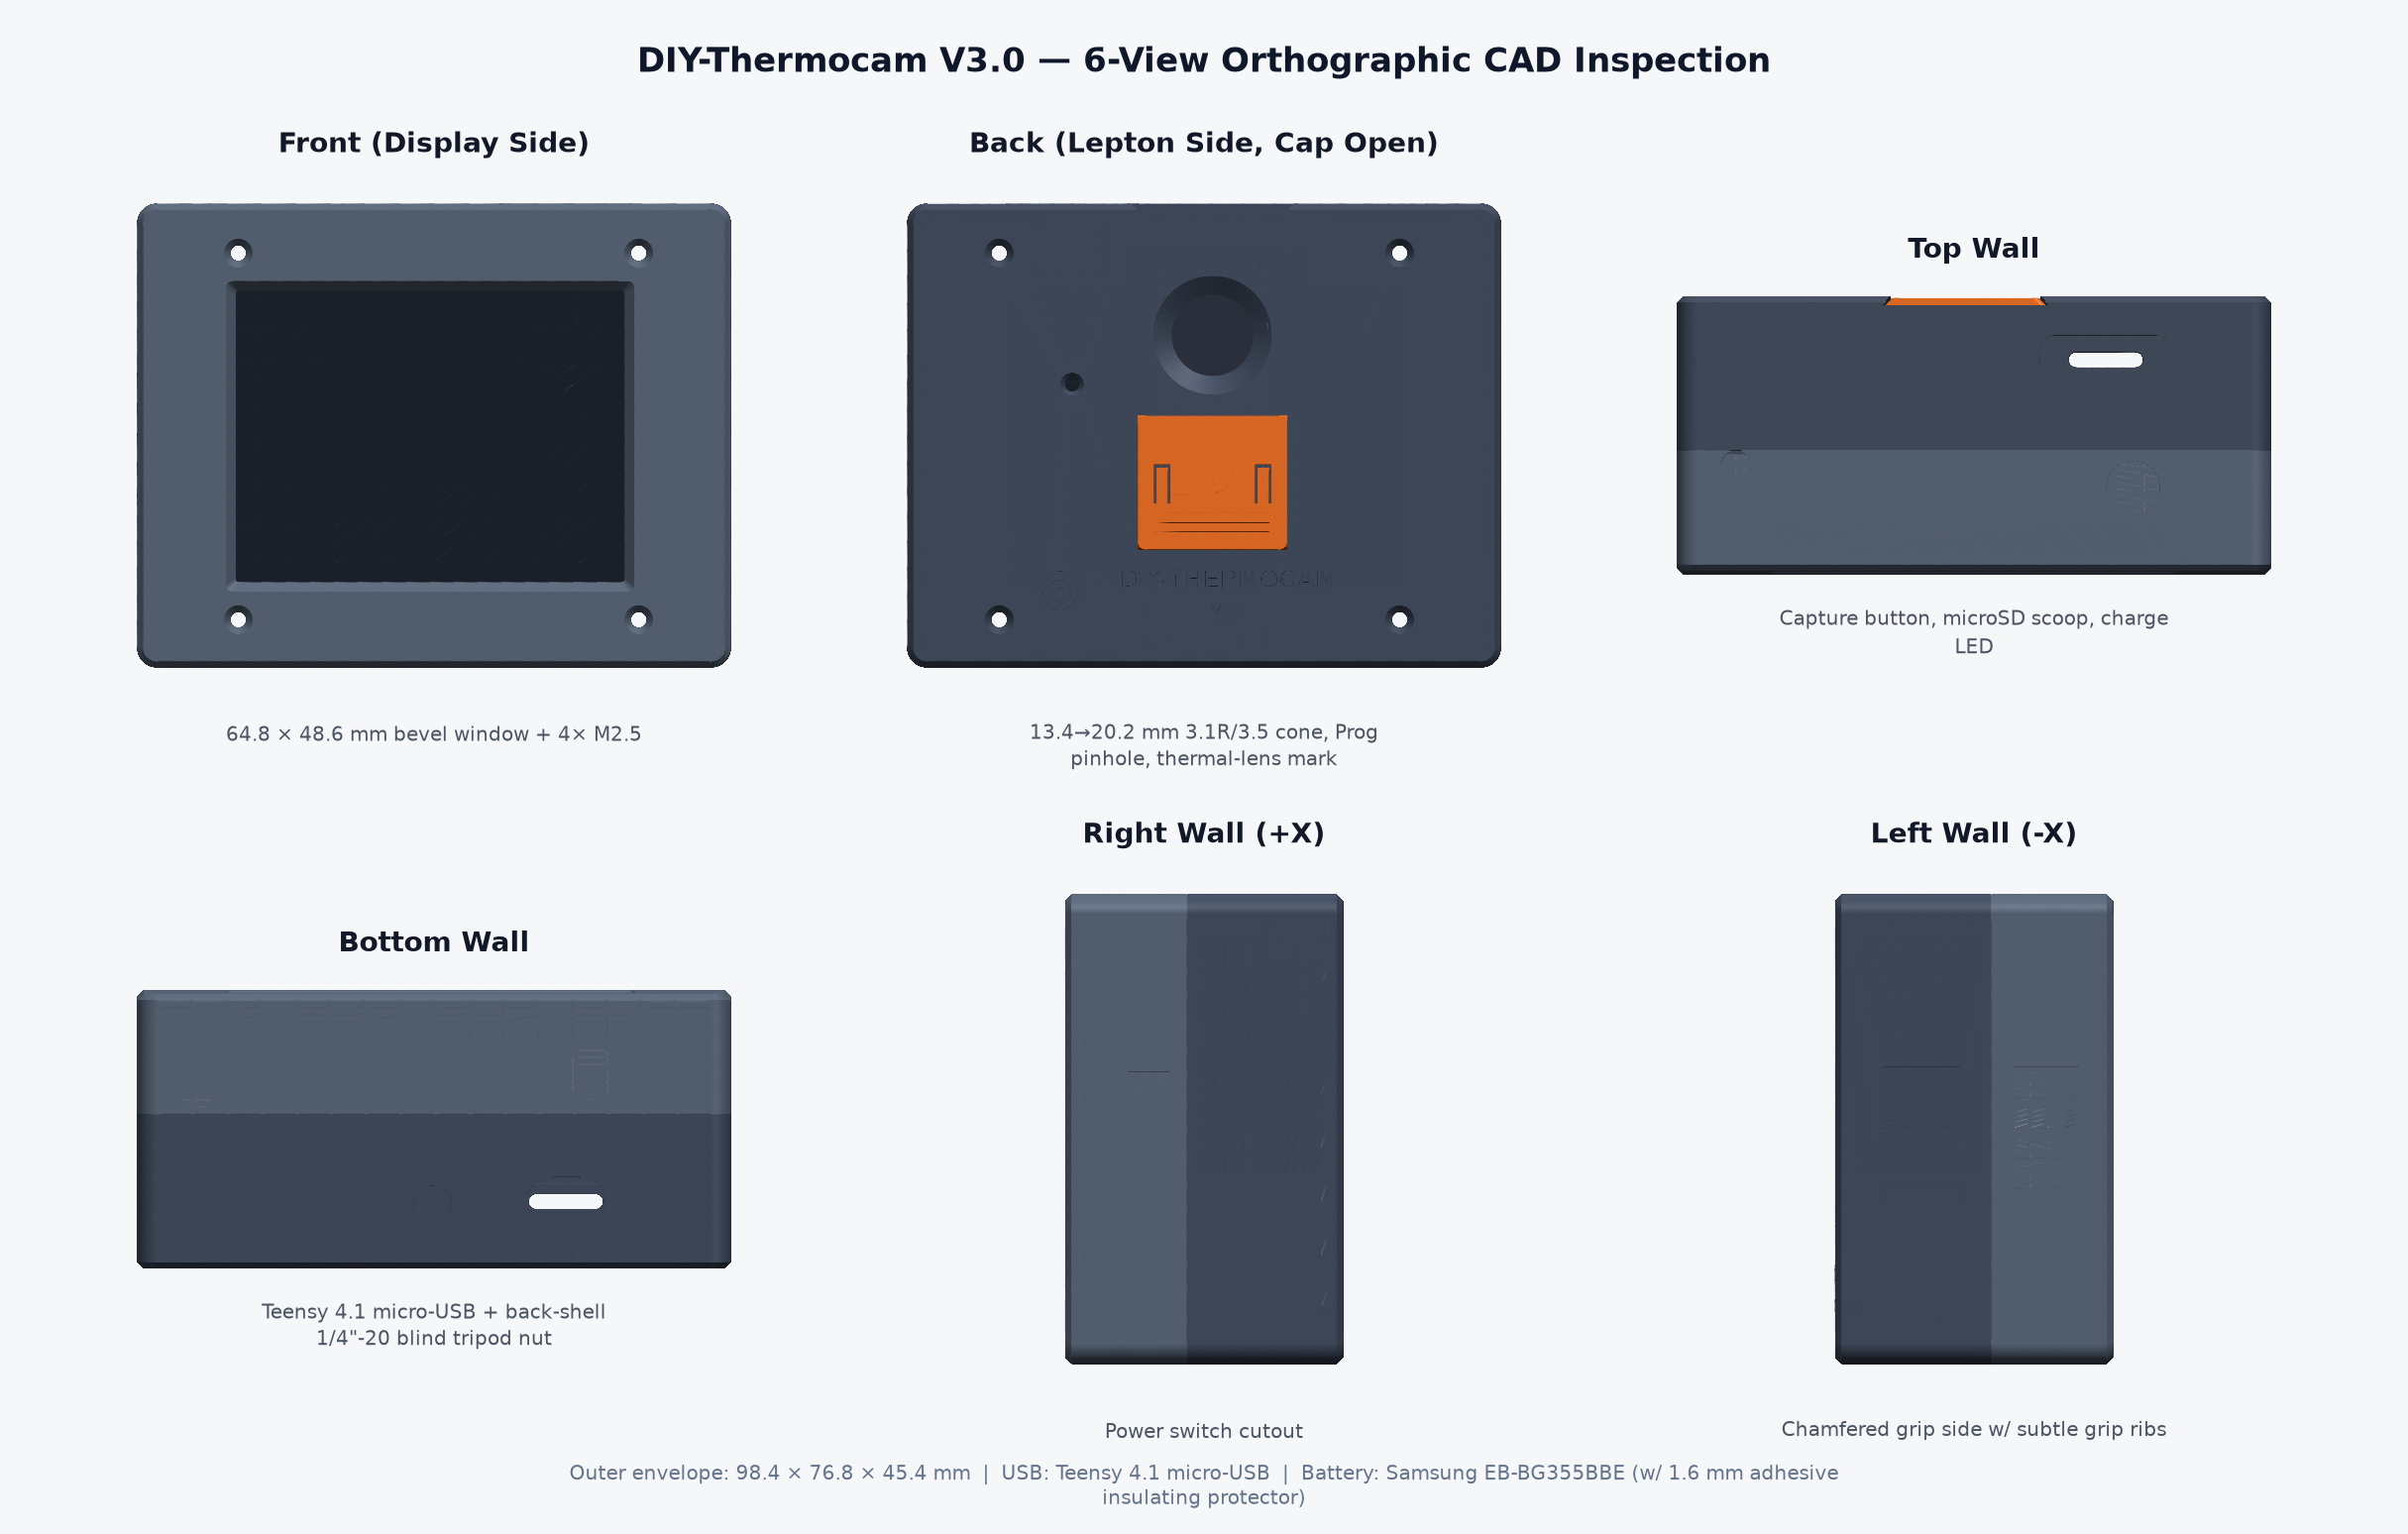 DIY-Thermocam V3.0 — 6-View Orthographic CAD Inspection
Front (Display Side)
64.8 × 48.6 mm bevel window + 4× M2.5
Back (Lepton Side, Cap Open)
DIY-THERMOCAM
13.4→20.2 mm 3.1R/3.5 cone, Prog
pinhole, thermal-lens mark
Top Wall
Capture button, microSD scoop, charge
LED
Bottom Wall
Teensy 4.1 micro-USB + back-shell
1/4"-20 blind tripod nut
Right Wall (+X)
Power switch cutout
Left Wall (-X)
Chamfered grip side w/ subtle grip ribs
Outer envelope: 98.4 × 76.8 × 45.4 mm | USB: Teensy 4.1 micro-USB | Battery: Samsung EB-BG355BBE (w/ 1.6 mm adhesive
insulating protector)